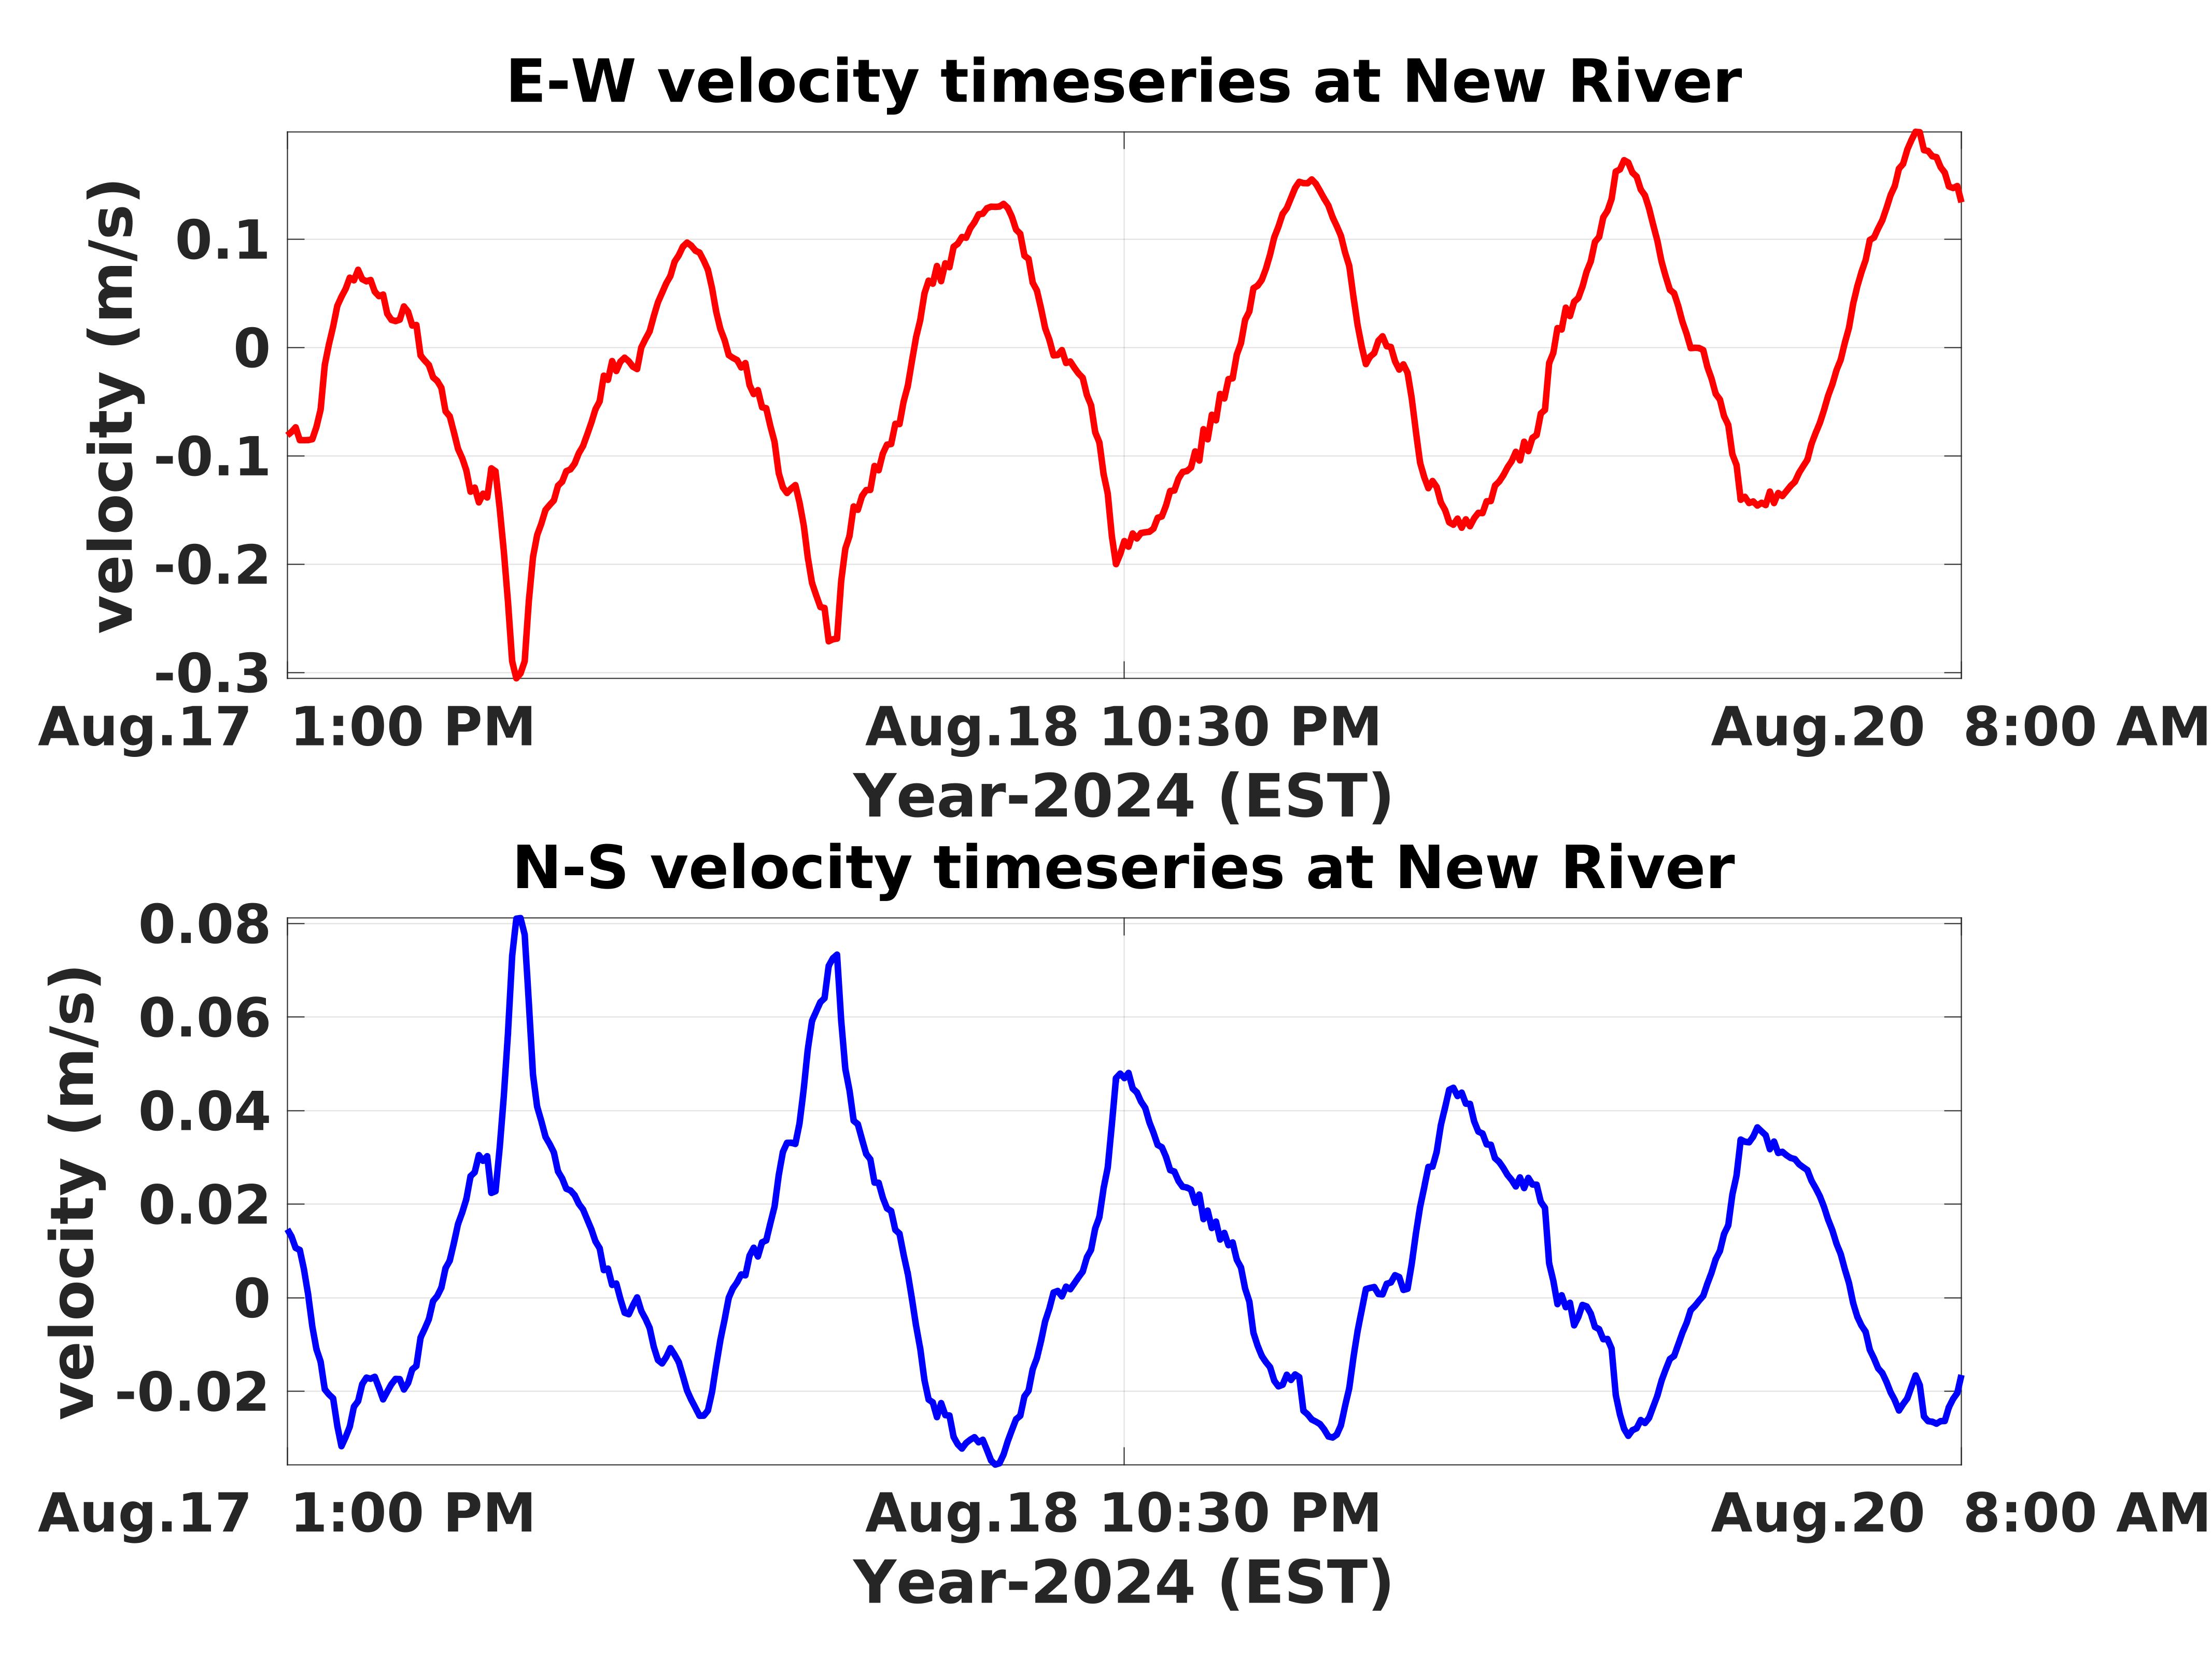 E-W velocity timeseries at New River
velocity (m/s)
0.1
0
-0.1
-0.2
-0.3
Aug.17 1:00 PM Aug.18 10:30 PM Aug.20 8:00 AM
Year-2024 (EST)
N-S velocity timeseries at New River
velocity (m/s)
0.08
0.06
0.04
0.02
0
-0.02
Aug.17 1:00 PM Aug.18 10:30 PM Aug.20 8:00 AM
Year-2024 (EST)